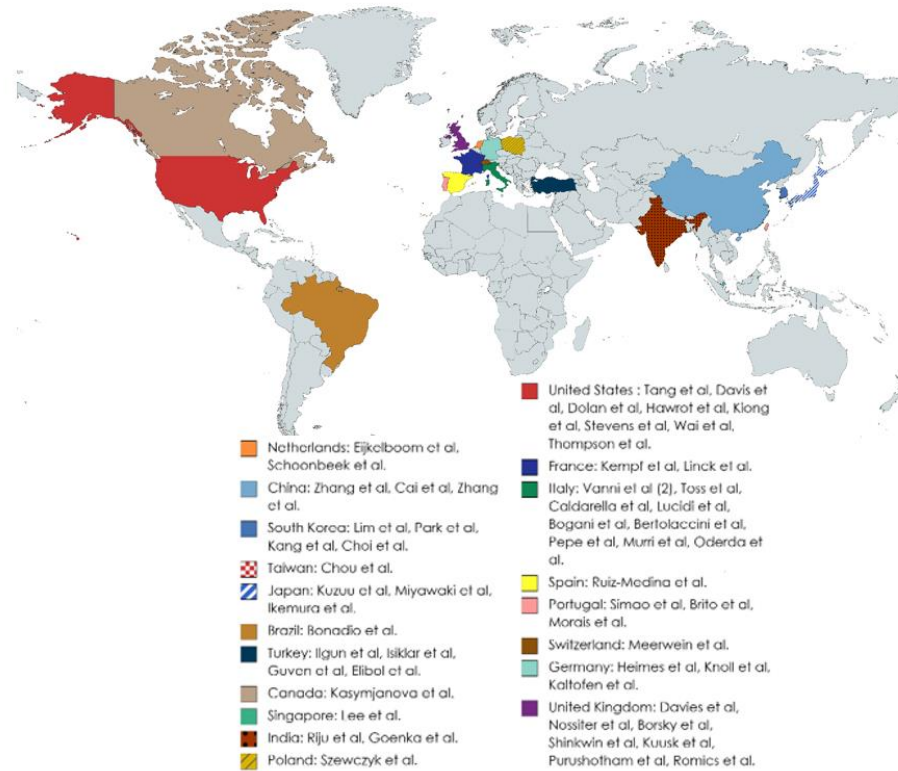 Netherlands: Eijkelboom et al,
Schoonbeek et al.
China: Zhang et al, Cai et al, Zhang
et al.
South Korea: Lim et al, Park et al,
Kang et al, Choi et al.
Taiwan: Chou et al.
Japan: Kuzuu et al, Miyawaki et al,
Ikemura et al.
Brazil: Bonadio et al.
Turkey: Ilgun et al, Isiklar et al,
Guven et al, Elibol et al.
Canada: Kasymjanova et al.
Singapore: Lee et al.
India: Riju et al, Goenka et al.
Poland: Szewczyk et al.
United States : Tang et al, Davis et
al, Dolan et al, Hawrot et al, Klong
et al, Stevens et al, Wai et al,
Thompson et al.
France: Kempf et al, Linck et al.
Italy: Vanni et al (2), Toss et al,
Caldarella et al, Lucidi et al,
Bogani et al, Bertolaccini et al,
Pepe et al, Murri et al, Oderda et
al.
Spain: Ruiz-Medina et al.
Portugal: Simao et al, Brito et al,
Morais et al.
Switzerland: Meerwein et al.
Germany: Heimes et al, Knoll et al,
Kaltofen et al.
United Kingdom: Davies et al,
Nossiter et al, Borsky et al,
Shinkwin et al, Kuusk et al,
Purushotham et al, Romics et al.